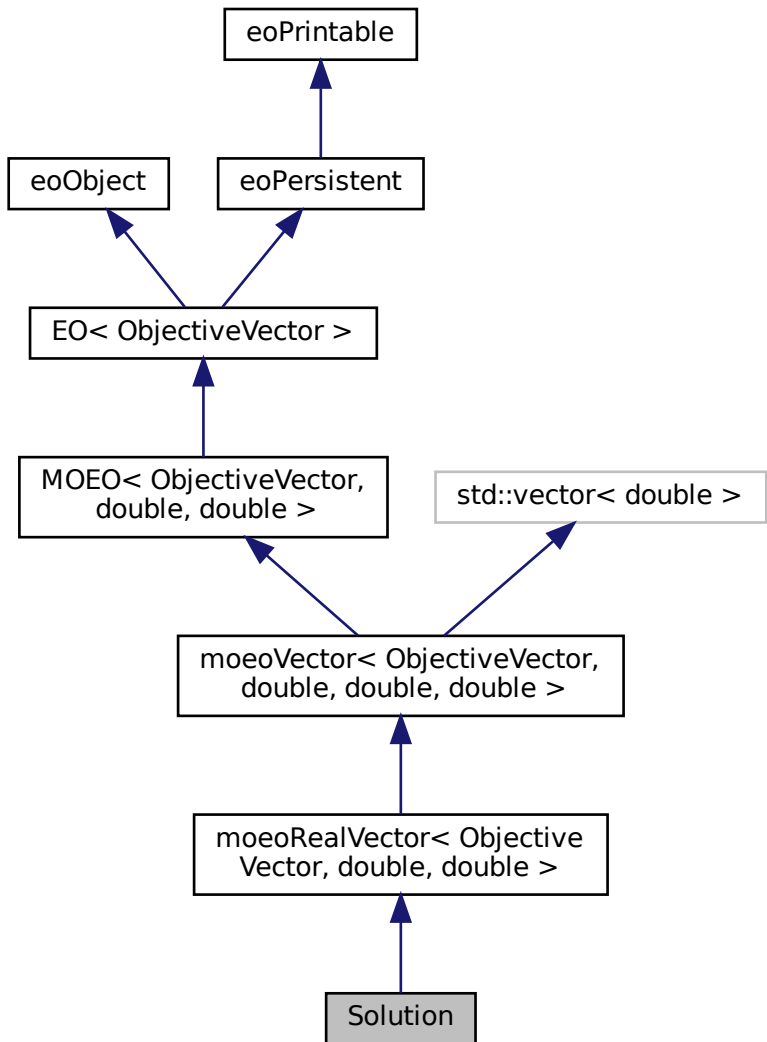 eoPrintable
eoObject
eoPersistent
EO< ObjectiveVector >
MOEO< ObjectiveVector,
double, double >
std::vector< double >
moeoVector< ObjectiveVector,
double, double, double >
moeoRealVector< Objective
Vector, double, double >
Solution